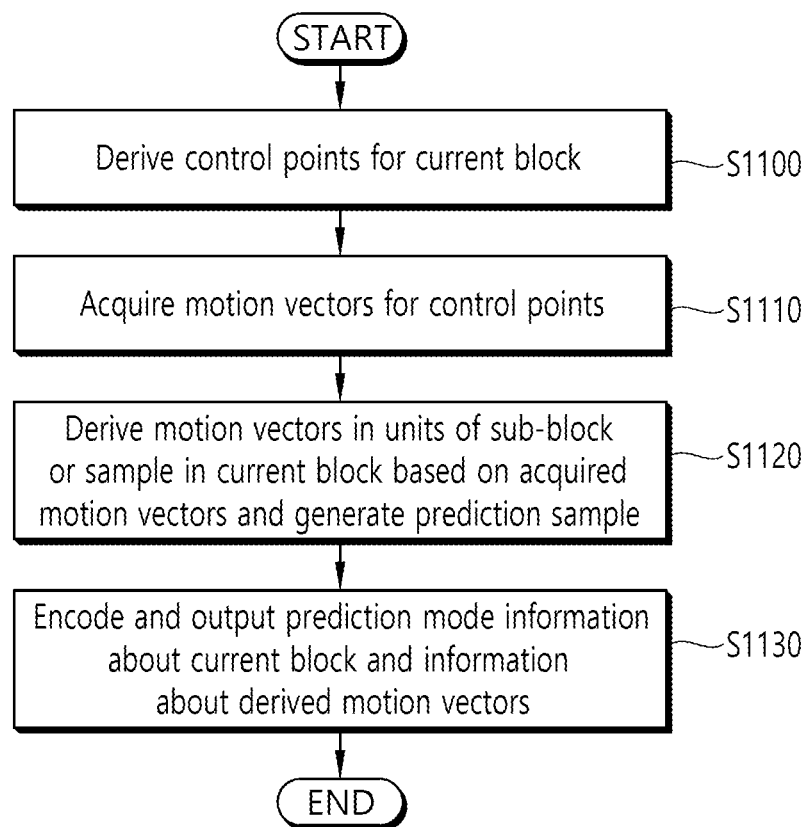 START
Derive control points for current block
S1100
Acquire motion vectors for control points
S1110
Derive motion vectors in units of sub-block
or sample in current block based on acquired
motion vectors and generate prediction sample
S1120
Encode and output prediction mode information
about current block and information
about derived motion vectors
S1130
END